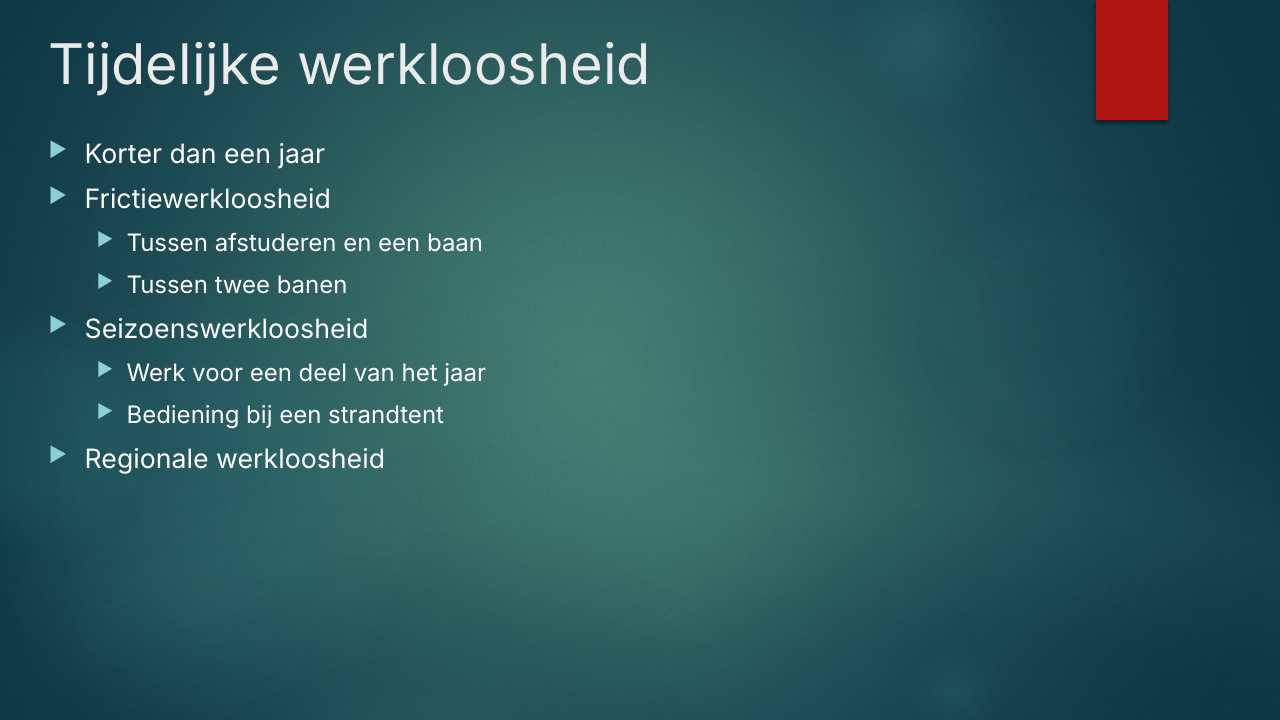 Tijdelijke werkloosheid
Korter dan een jaar
Frictiewerkloosheid
Tussen afstuderen en een baan
Tussen twee banen
Seizoenswerkloosheid
Werk voor een deel van het jaar
Bediening bij een strandtent
Regionale werkloosheid